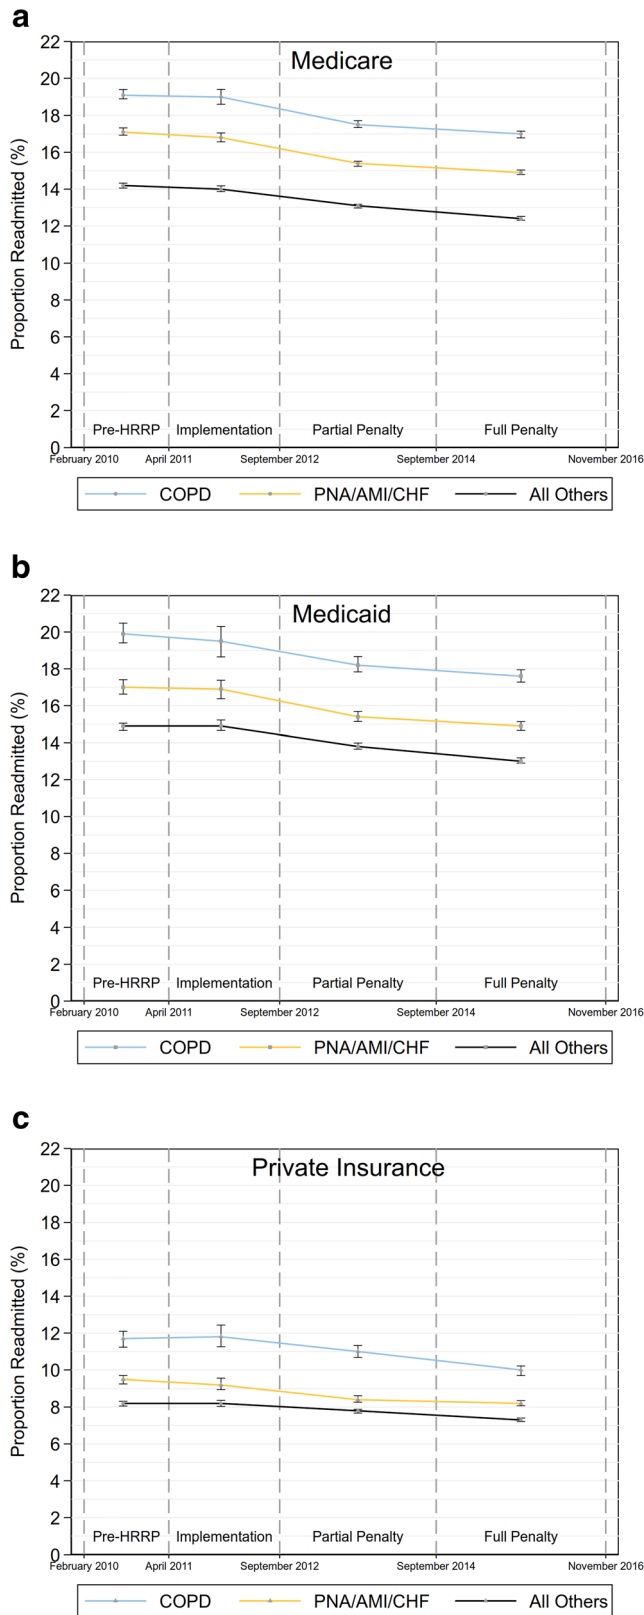 a
Medicare
Proportion Readmitted (%)
22
20
18
16
14
12
10
8
6
4
2
0
Pre-HRRP Implementation Partial Penalty Full Penalty
February 2010 April 2011 September 2012 September 2014 November 2016
COPD PNA/AMI/CHF All Others
b
Medicaid
Proportion Readmitted (%)
22
20
18
16
14
12
10
8
6
4
2
0
Pre-HRRP Implementation Partial Penalty Full Penalty
February 2010 April 2011 September 2012 September 2014 November 2016
COPD PNA/AMI/CHF All Others
c
Private Insurance
Proportion Readmitted (%)
22
20
18
16
14
12
10
8
6
4
2
0
Pre-HRRP Implementation Partial Penalty Full Penalty
February 2010 April 2011 September 2012 September 2014 November 2016
COPD PNA/AMI/CHF All Others